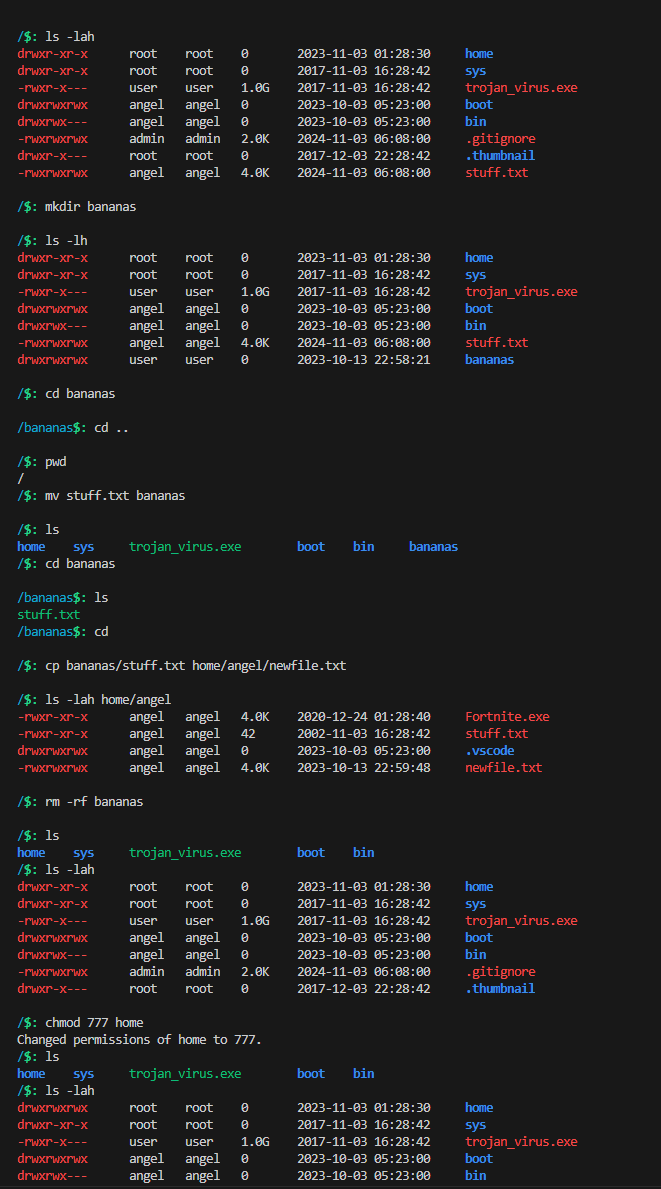 /$: ls -lah
drwxr-xr-x root root 0 2023-11-03 01:28:30 home
drwxr-xr-x root root 0 2017-11-03 16:28:42 sys
-rwxr-x--- user user 1.0G 2017-11-03 16:28:42 trojan_virus.exe
drwxrwxrwx angel angel 0 2023-10-03 05:23:00 boot
drwxrwx--- angel angel 0 2023-10-03 05:23:00 bin
-rwxrwxrwx admin admin 2.0K 2024-11-03 06:08:00 .gitignore
drwxr-x--- root root 0 2017-12-03 22:28:42 .thumbnail
-rwxrwxrwx angel angel 4.0K 2024-11-03 06:08:00 stuff.txt
/$: mkdir bananas
/$: ls -lh
drwxr-xr-x root root 0 2023-11-03 01:28:30 home
drwxr-xr-x root root 0 2017-11-03 16:28:42 sys
-rwxr-x--- user user 1.0G 2017-11-03 16:28:42 trojan_virus.exe
drwxrwxrwx angel angel 0 2023-10-03 05:23:00 boot
drwxrwx--- angel angel 0 2023-10-03 05:23:00 bin
-rwxrwxrwx angel angel 4.0K 2024-11-03 06:08:00 stuff.txt
drwxrwxrwx user user 0 2023-10-13 22:58:21 bananas
/$: cd bananas
/bananas$: cd ..
/$: pwd
/
/$: mv stuff.txt bananas
/$: ls
home sys trojan_virus.exe boot bin bananas
/$: cd bananas
/bananas$: ls
stuff.txt
/bananas$: cd
/$: cp bananas/stuff.txt home/angel/newfile.txt
/$: ls -lah home/angel
-rwxr-xr-x angel angel 4.0K 2020-12-24 01:28:40 Fortnite.exe
-rwxr-xr-x angel angel 42 2002-11-03 16:28:42 stuff.txt
drwxrwxrwx angel angel 0 2023-10-03 05:23:00 .vscode
-rwxrwxrwx angel angel 4.0K 2023-10-13 22:59:48 newfile.txt
/$: rm -rf bananas
/$: ls
home sys trojan_virus.exe boot bin
/$: ls -lah
drwxr-xr-x root root 0 2023-11-03 01:28:30 home
drwxr-xr-x root root 0 2017-11-03 16:28:42 sys
-rwxr-x--- user user 1.0G 2017-11-03 16:28:42 trojan_virus.exe
drwxrwxrwx angel angel 0 2023-10-03 05:23:00 boot
drwxrwx--- angel angel 0 2023-10-03 05:23:00 bin
-rwxrwxrwx admin admin 2.0K 2024-11-03 06:08:00 .gitignore
drwxr-x--- root root 0 2017-12-03 22:28:42 .thumbnail
/$: chmod 777 home
Changed permissions of home to 777.
/$: ls
home sys trojan_virus.exe boot bin
/$: ls -lah
drwxrwxrwx root root 0 2023-11-03 01:28:30 home
drwxr-xr-x root root 0 2017-11-03 16:28:42 sys
-rwxr-x--- user user 1.0G 2017-11-03 16:28:42 trojan_virus.exe
drwxrwxrwx angel angel 0 2023-10-03 05:23:00 boot
drwxrwx--- angel angel 0 2023-10-03 05:23:00 bin